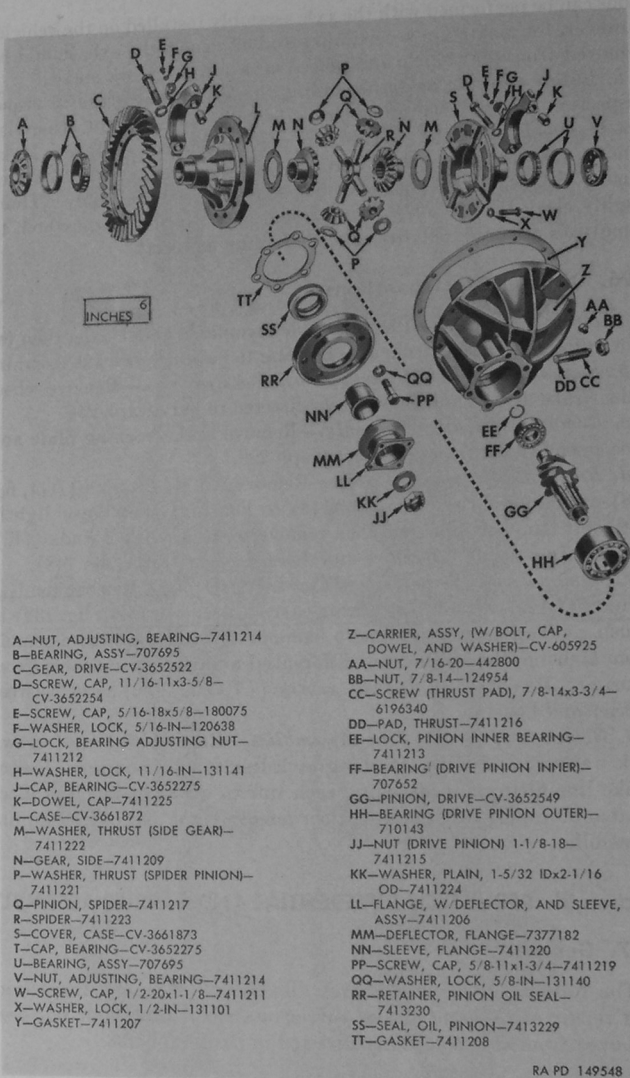 D E F G H J K
C
A B
L
M N
P
Q
R N M
S
D E F G H J K
U V
W
X
Q
P
Y
Z
AA
BB
CC
DD
TT
SS
RR
QQ
PP
NN
MM
LL
KK
JJ
EE
FF
GG
HH
6
INCHES
A—NUT, ADJUSTING, BEARING—7411214
B—BEARING, ASSY—707695
C—GEAR, DRIVE—CV-3652522
D—SCREW, CAP, 11/16-11x3-5/8—
CV-3652254
E—SCREW, CAP, 5/16-18x5/8—180075
F—WASHER, LOCK, 5/16-IN—120638
G—LOCK, BEARING ADJUSTING NUT—
7411212
H—WASHER, LOCK, 11/16-IN—131141
J—CAP, BEARING—CV-3652275
K—DOWEL, CAP—7411225
L—CASE—CV-3661872
M—WASHER, THRUST (SIDE GEAR)—
7411222
N—GEAR, SIDE—7411209
P—WASHER, THRUST (SPIDER PINION)—
7411221
Q—PINION, SPIDER—7411217
R—SPIDER—7411223
S—COVER, CASE—CV-3661873
T—CAP, BEARING—CV-3652275
U—BEARING, ASSY—707695
V—NUT, ADJUSTING, BEARING—7411214
W—SCREW, CAP, 1/2-20x1-1/8—7411211
X—WASHER, LOCK, 1/2-IN—131101
Y—GASKET—7411207
Z—CARRIER, ASSY, (W/BOLT, CAP,
DOWEL, AND WASHER)—CV-605925
AA—NUT, 7/16-20—442800
BB—NUT, 7/8-14—124954
CC—SCREW (THRUST PAD), 7/8-14x3-3/4—
6196340
DD—PAD, THRUST—7411216
EE—LOCK, PINION INNER BEARING—
7411213
FF—BEARING (DRIVE PINION INNER)—
707652
GG—PINION, DRIVE—CV-3652549
HH—BEARING (DRIVE PINION OUTER)—
710143
JJ—NUT (DRIVE PINION) 1-1/8-18—
7411215
KK—WASHER, PLAIN, 1-5/32 IDx2-1/16
OD—7411224
LL—FLANGE, W/DEFLECTOR, AND SLEEVE,
ASSY—7411206
MM—DEFLECTOR, FLANGE—7377182
NN—SLEEVE, FLANGE—7411220
PP—SCREW, CAP, 5/8-11x1-3/4—7411219
QQ—WASHER, LOCK, 5/8-IN—131140
RR—RETAINER, PINION OIL SEAL—
7413230
SS—SEAL, OIL, PINION—7413229
TT—GASKET—7411208
RA PD 149548